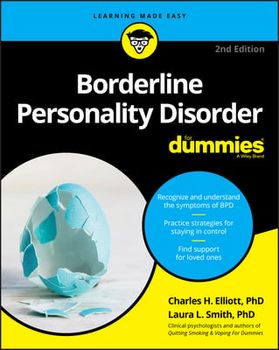 LEARNING MADE EASY
2nd Edition
Borderline
Personality Disorder
for
dummies
A Wiley Brand
Recognize and understand
the symptoms of BPD
Practice strategies for
staying in control
Find support
for loved ones
Charles H. Elliott, PhD
Laura L. Smith, PhD
Clinical psychologists and authors of
Quitting Smoking & Vaping For Dummies